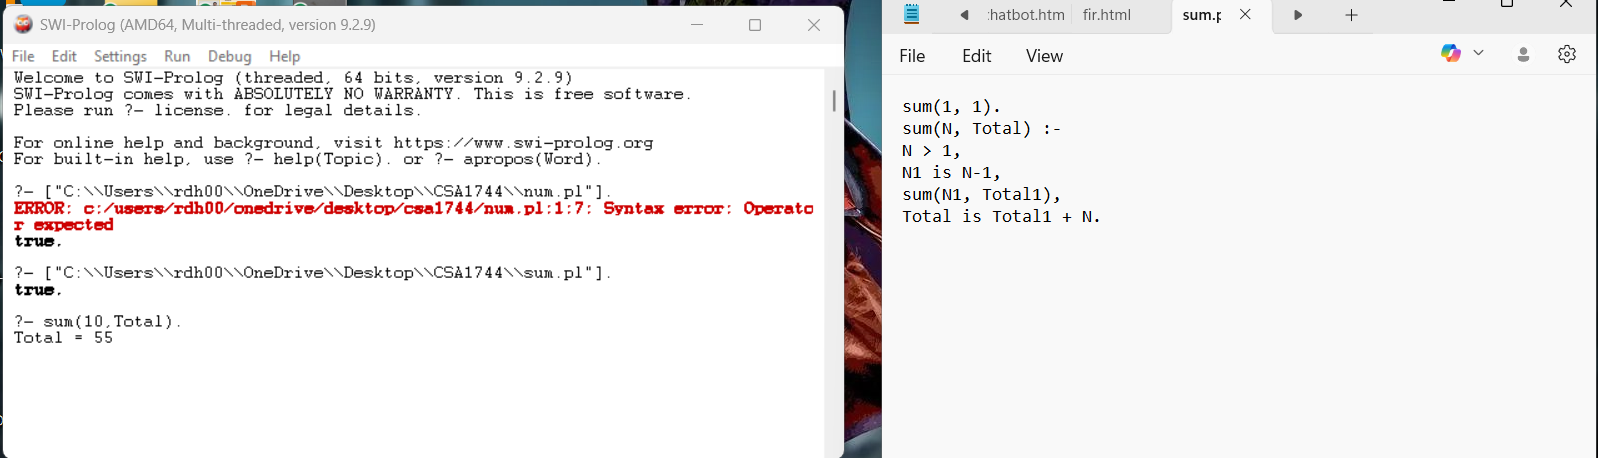 SWI-Prolog (AMD64, Multi-threaded, version 9.2.9)
File Edit Settings Run Debug Help
Welcome to SWI-Prolog (threaded, 64 bits, version 9.2.9)
SWI-Prolog comes with ABSOLUTELY NO WARRANTY. This is free software.
Please run ?- license. for legal details.
For online help and background, visit https://www.swi-prolog.org
For built-in help, use ?- help(Topic). or ?- apropos(Word).
?- ["C:\\Users\\rdh00\\OneDrive\\Desktop\\CSA1744\\num.pl"].
ERROR: c:/users/rdh00/onedrive/desktop/csa1744/num.pl:1:7: Syntax error: Operato
r expected
true.
?- ["C:\\Users\\rdh00\\OneDrive\\Desktop\\CSA1744\\sum.pl"].
true.
?- sum(10,Total).
Total = 55
:hatbot.htm fir.html sum.p
File Edit View
sum(1, 1).
sum(N, Total) :-
N > 1,
N1 is N-1,
sum(N1, Total1),
Total is Total1 + N.